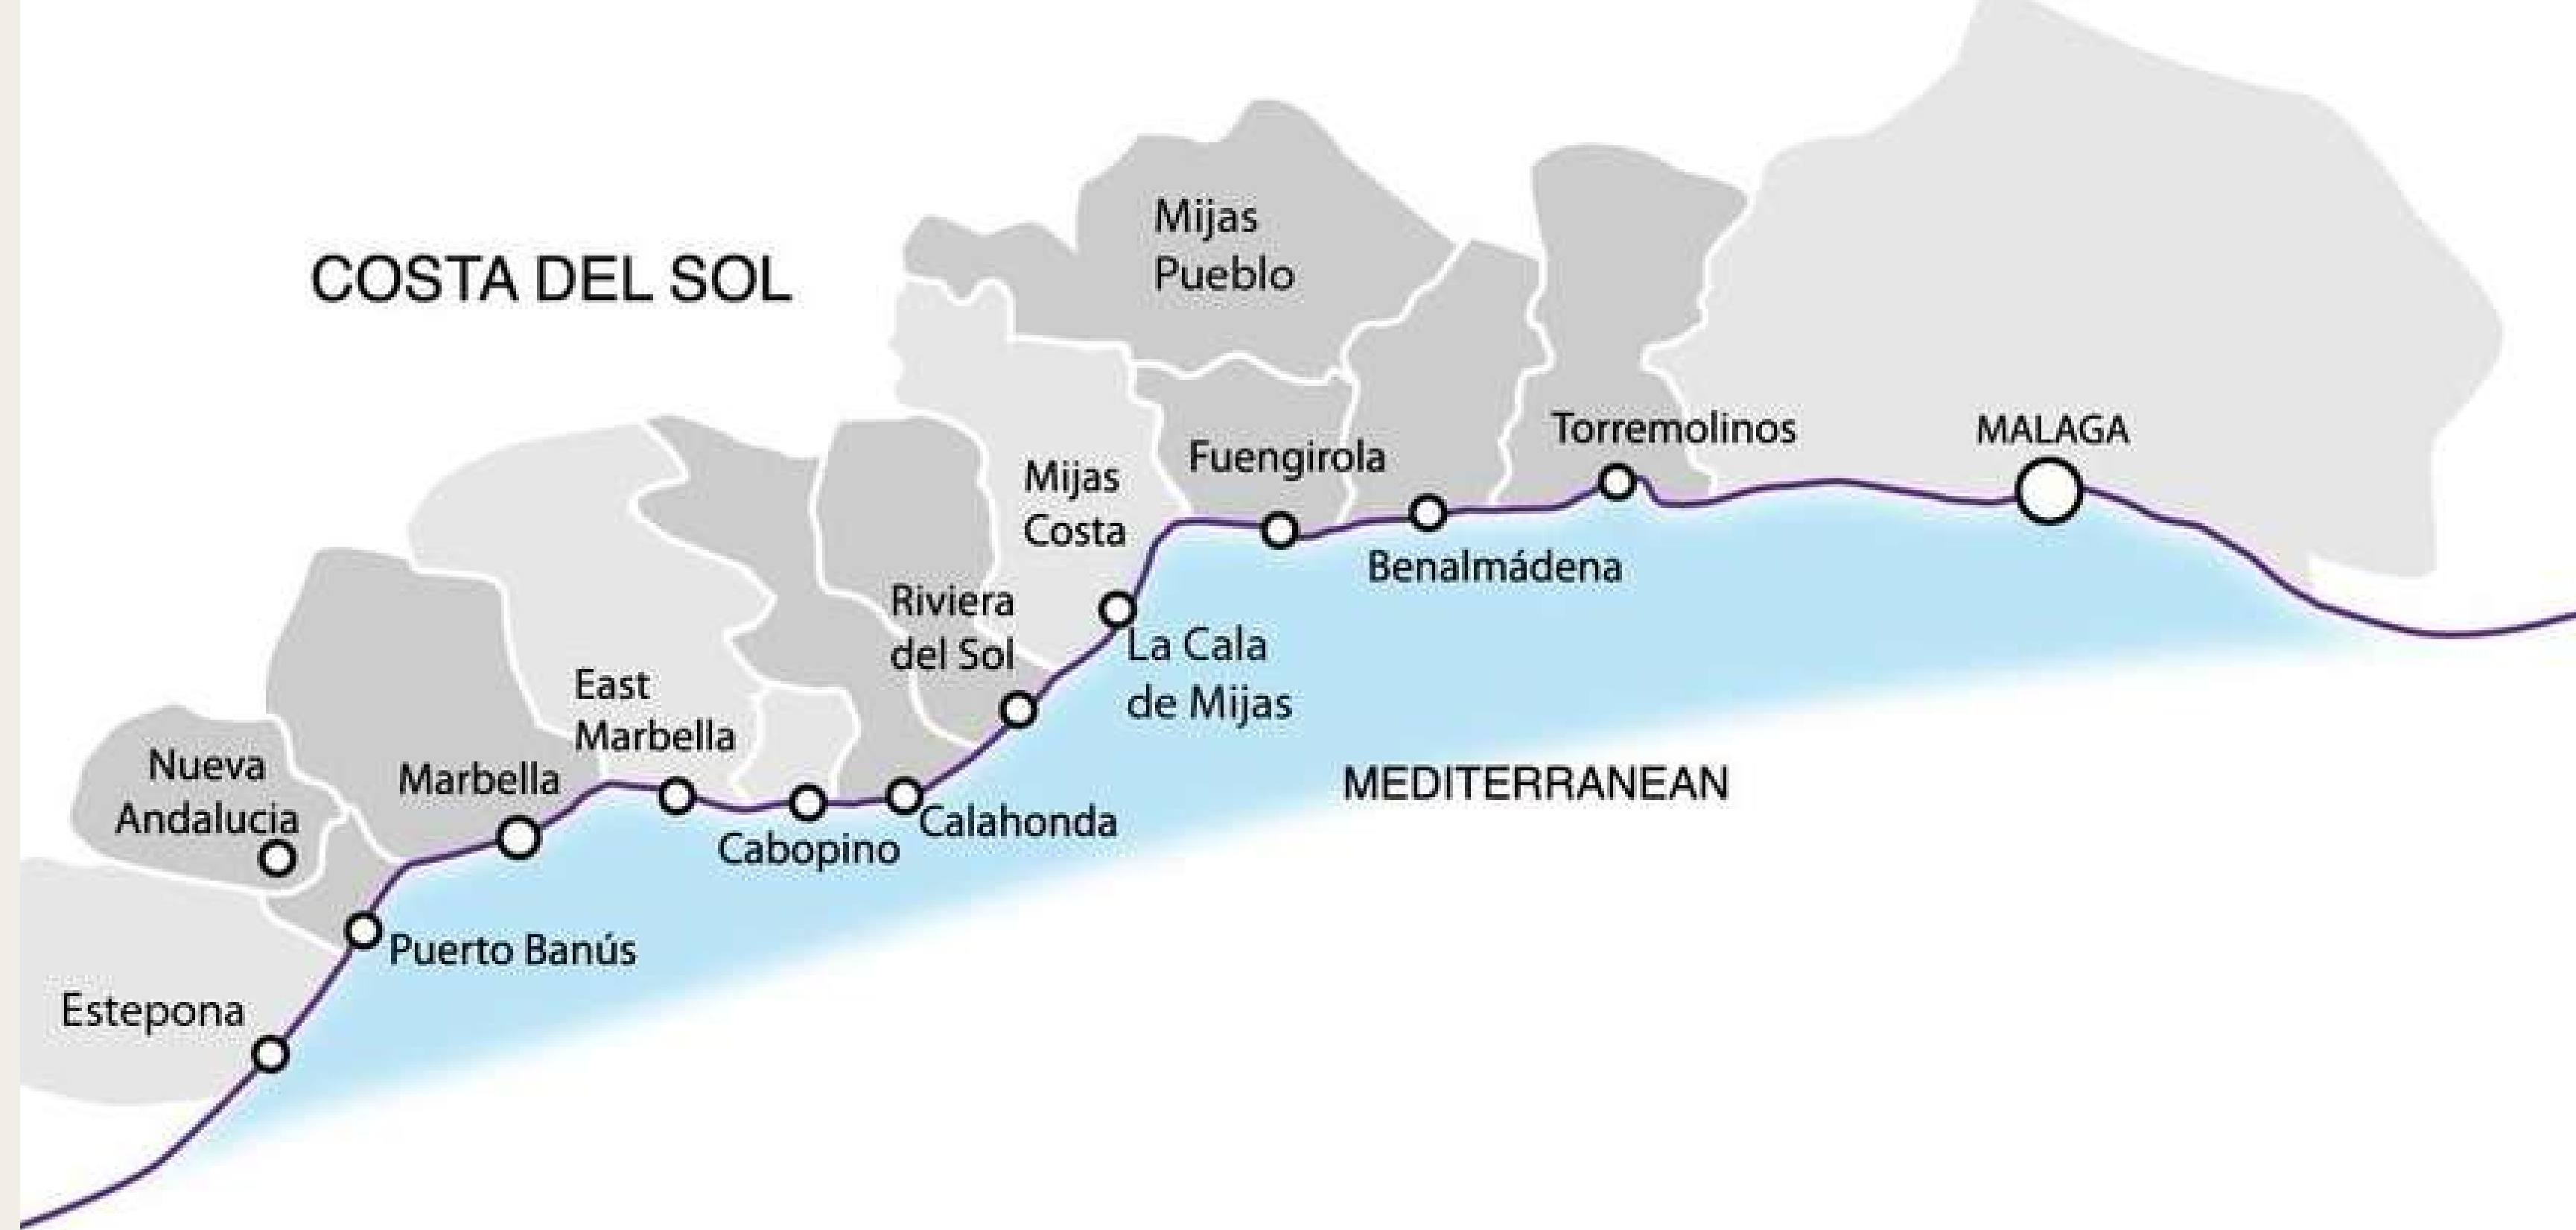 COSTA DEL SOL
Mijas
Pueblo
Torremolinos
MALAGA
Fuengirola
Mijas
Costa
Benalmádena
Riviera
del Sol
La Cala
de Mijas
East
Marbella
MEDITERRANEAN
Nueva
Andalucia
Marbella
Calahonda
Cabopino
Puerto Banús
Estepona